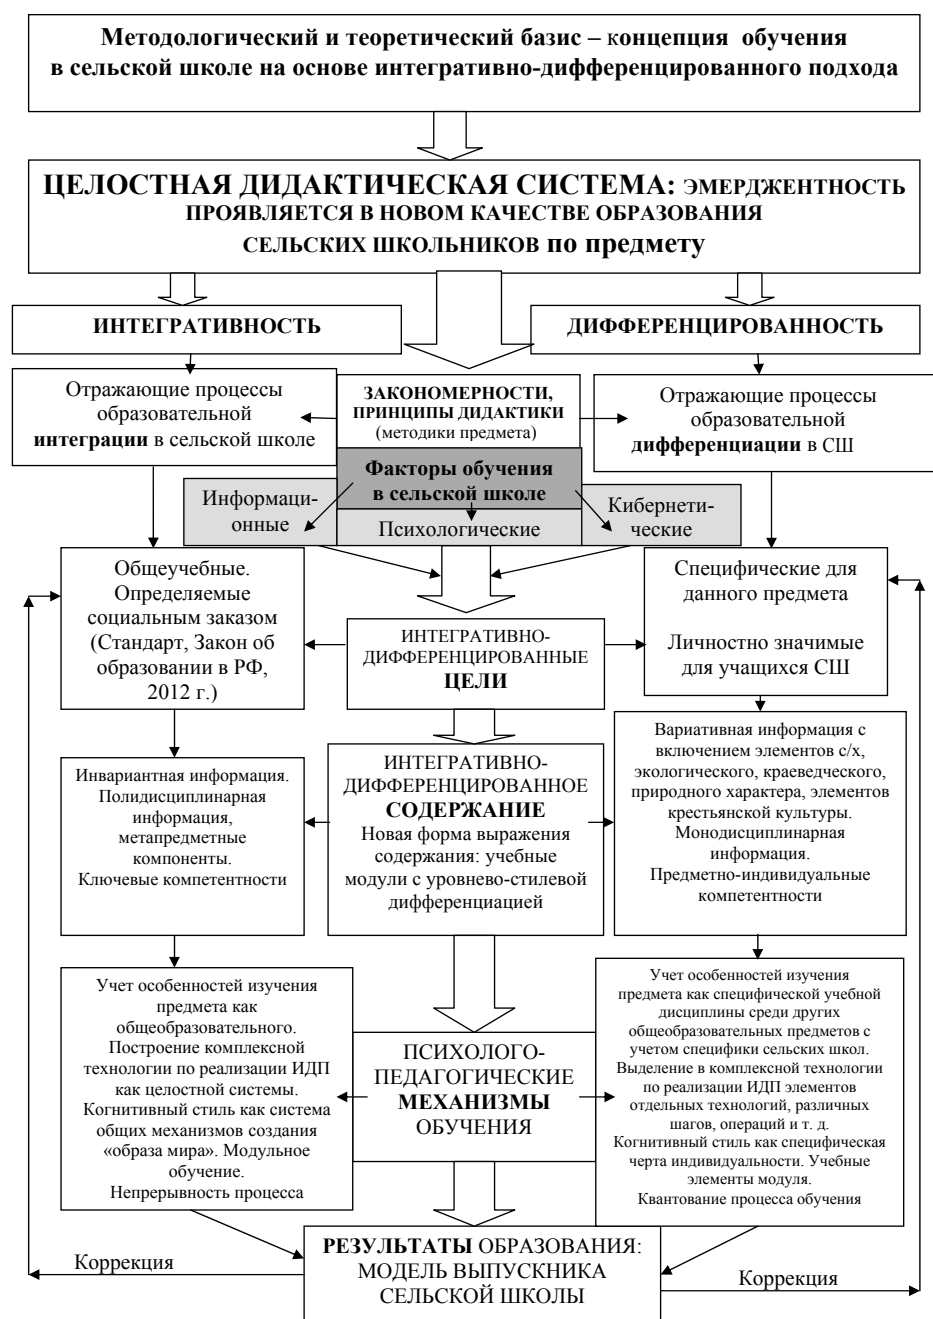 Методологический и теоретический базис – концепция обучения
в сельской школе на основе интегративно-дифференцированного подхода
ЦЕЛОСТНАЯ ДИДАКТИЧЕСКАЯ СИСТЕМА: ЭМЕРДЖЕНТНОСТЬ
ПРОЯВЛЯЕТСЯ В НОВОМ КАЧЕСТВЕ ОБРАЗОВАНИЯ
СЕЛЬСКИХ ШКОЛЬНИКОВ по предмету
ИНТЕГРАТИВНОСТЬ
ДИФФЕРЕНЦИРОВАННОСТЬ
Отражающие процессы
образовательной
интеграции в сельской школе
ЗАКОНОМЕРНОСТИ,
ПРИНЦИПЫ ДИДАКТИКИ
(методики предмета)
Отражающие процессы
образовательной
дифференциации в СШ
Факторы обучения
в сельской школе
Информаци-
онные
Психологические
Кибернети-
ческие
Общеучебные.
Определяемые
социальным заказом
(Стандарт, Закон об
образовании в РФ,
2012 г.)
ИНТЕГРАТИВНО-
ДИФФЕРЕНЦИРОВАННЫЕ
ЦЕЛИ
Специфические для
данного предмета
Личностно значимые
для учащихся СШ
Инвариантная информация.
Полидисциплинарная
информация,
метапредметные
компоненты.
Ключевые компетентности
ИНТЕГРАТИВНО-
ДИФФЕРЕНЦИРОВАННОЕ
СОДЕРЖАНИЕ
Новая форма выражения
содержания: учебные
модули с уровнево-стилевой
дифференциацией
Вариативная информация с
включением элементов с/х,
экологического, краеведческого,
природного характера, элементов
крестьянской культуры.
Монодисциплинарная
информация.
Предметно-индивидуальные
компетентности
Учет особенностей изучения
предмета как
общеобразовательного.
Построение комплексной
технологии по реализации ИДП
как целостной системы.
Когнитивный стиль как система
общих механизмов создания
«образа мира». Модульное
обучение.
Непрерывность процесса
ПСИХОЛОГО-
ПЕДАГОГИЧЕСКИЕ
МЕХАНИЗМЫ
ОБУЧЕНИЯ
Учет особенностей изучения
предмета как специфической учебной
дисциплины среди других
общеобразовательных предметов с
учетом специфики сельских школ.
Выделение в комплексной технологии
по реализации ИДП элементов
отдельных технологий, различных
шагов, операций и т. д.
Когнитивный стиль как специфическая
черта индивидуальности. Учебные
элементы модуля.
Квантование процесса обучения
Коррекция
РЕЗУЛЬТАТЫ ОБРАЗОВАНИЯ:
МОДЕЛЬ ВЫПУСКНИКА
СЕЛЬСКОЙ ШКОЛЫ
Коррекция